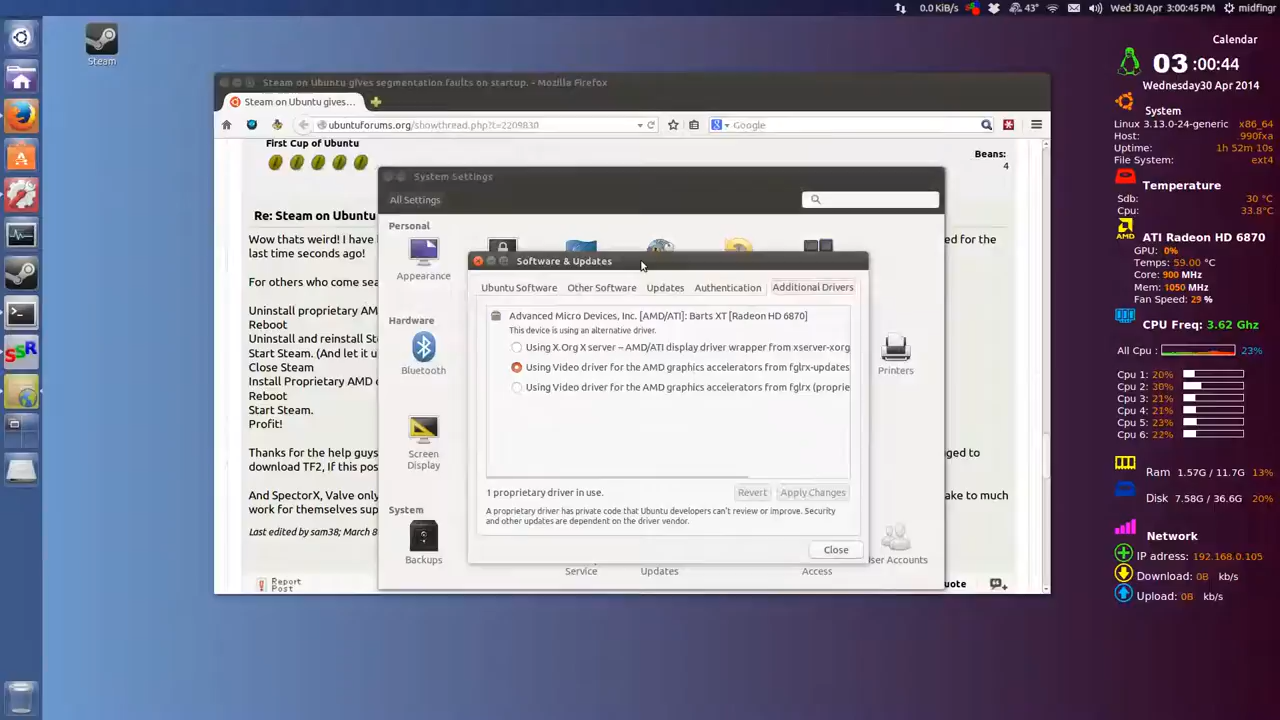 0.0 KiB/s 43° Wed 30 Apr 03:00:45 PM midfingr
Steam
Steam on Ubuntu gives segmentation faults on startup. - Mozilla Firefox
Steam on Ubuntu gives...
ubuntuforums.org/showthread.php?t=2209830
Google
First Cup of Ubuntu
Beans:
4
Re: Steam on Ubuntu
Wow thats weird! I have
ed for the
last time seconds ago!
For others who come sea
Uninstall proprietary AM
Reboot
Uninstall and reinstall St
Start Steam. (And let it u
Close Steam
Install Proprietary AMD c
Reboot
Start Steam.
Profit!
Thanks for the help guys
ged to
download TF2, If this pos
And SpectorX, Valve only
ake to much
work for themselves sup
Last edited by sam38; March 8
Report
Post
uote
System Settings
All Settings
Personal
Appearance
Hardware
Bluetooth
Printers
Screen
Display
System
Backups
Service
Updates
Access
ser Accounts
Software & Updates
Ubuntu Software
Other Software
Updates
Authentication
Additional Drivers
Advanced Micro Devices, Inc. [AMD/ATI]: Barts XT [Radeon HD 6870]
This device is using an alternative driver.
Using X.Org X server – AMD/ATI display driver wrapper from xserver-xorg
Using Video driver for the AMD graphics accelerators from fglrx-updates
Using Video driver for the AMD graphics accelerators from fglrx (proprie
1 proprietary driver in use.
Revert
Apply Changes
A proprietary driver has private code that Ubuntu developers can't review or improve. Security
and other updates are dependent on the driver vendor.
Close
Calendar
03:00:44
Wednesday30 Apr 2014
System
Linux 3.13.0-24-generic x86_64
Host: .990fxa
Uptime: 1h 52m 10s
File System: ext4
Temperature
Sdb: 30 °C
Cpu: 33.8°C
AMD
ATI Radeon HD 6870
GPU: 0%
Temps: 59.00 °C
Core: 900 MHz
Mem: 1050 MHz
Fan Speed: 29 %
CPU Freq: 3.62 Ghz
All Cpu : 23%
Cpu 1: 20%
Cpu 2: 30%
Cpu 3: 21%
Cpu 4: 21%
Cpu 5: 23%
Cpu 6: 22%
Ram 1.57G / 11.7G 13%
Disk 7.58G / 36.6G 20%
Network
IP adress: 192.168.0.105
Download: 0B kb/s
Upload: 0B kb/s